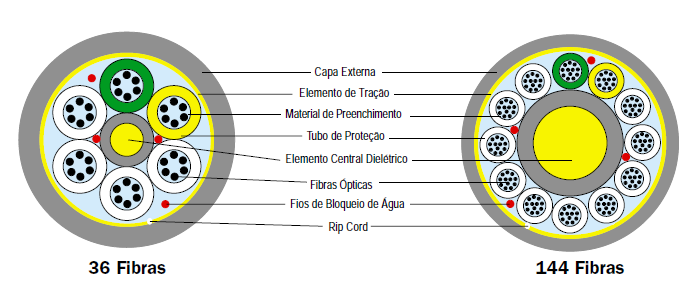 Capa Externa
Elemento de Tração
Material de Preenchimento
Tubo de Proteção
Elemento Central Dielétrico
Fibras Ópticas
Fios de Bloqueio de Água
Rip Cord
36 Fibras
144 Fibras